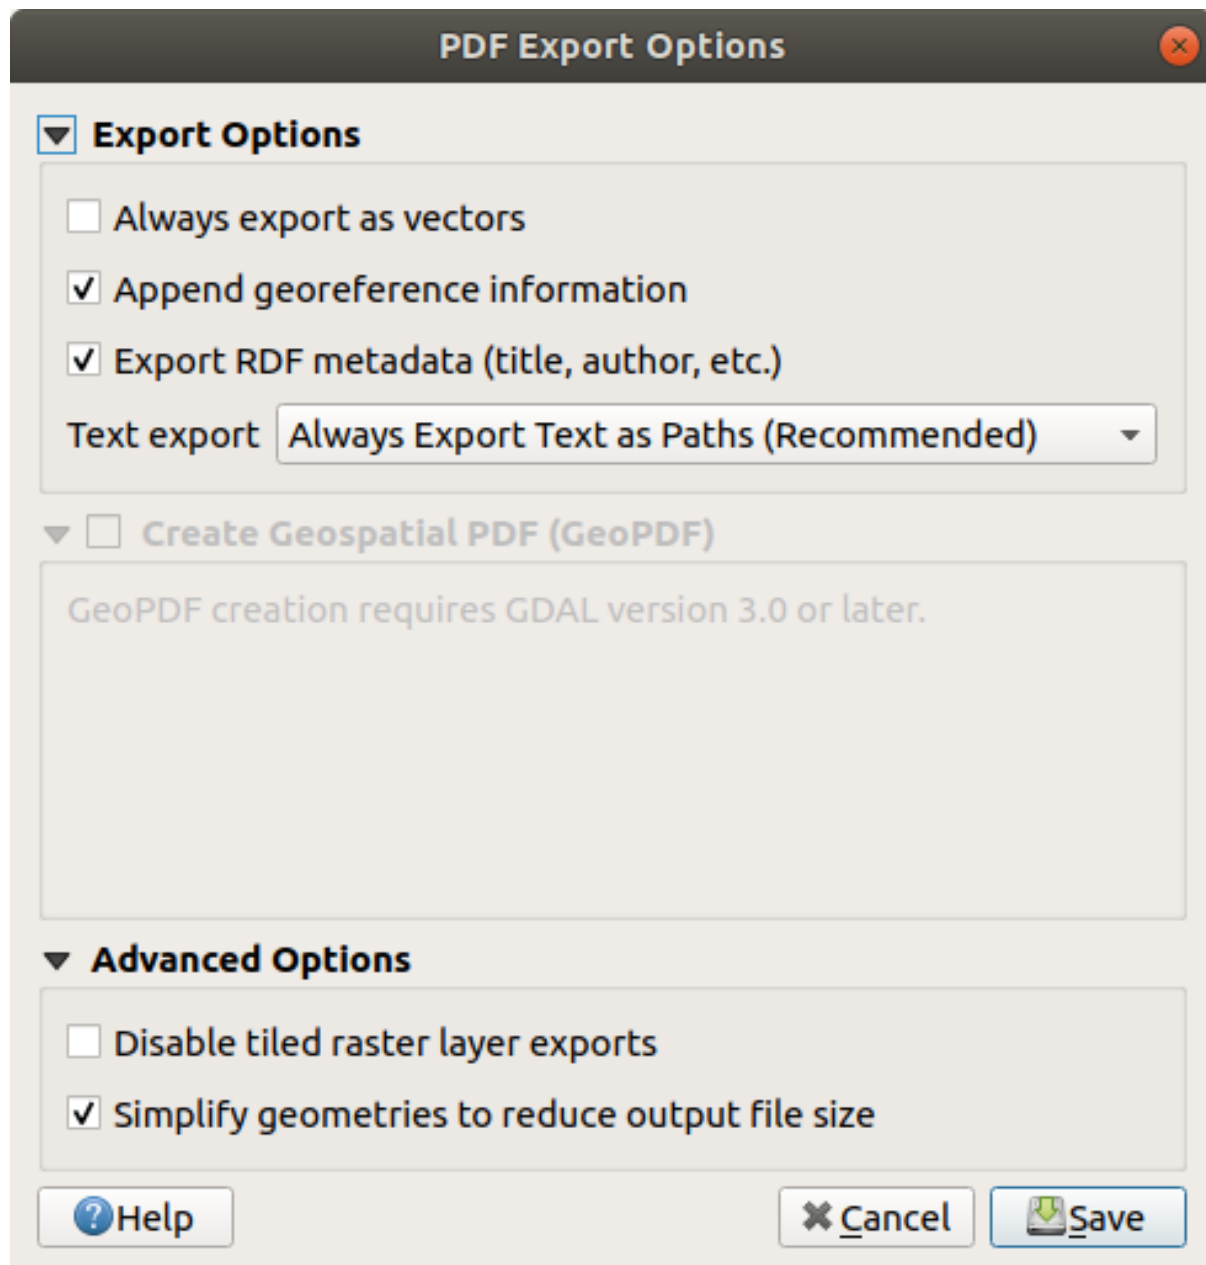 PDF Export Options
Export Options
Always export as vectors
Append georeference information
Export RDF metadata (title, author, etc.)
Text export Always Export Text as Paths (Recommended)
Create Geospatial PDF (GeoPDF)
GeoPDF creation requires GDAL version 3.0 or later.
Advanced Options
Disable tiled raster layer exports
Simplify geometries to reduce output file size
Help Cancel Save